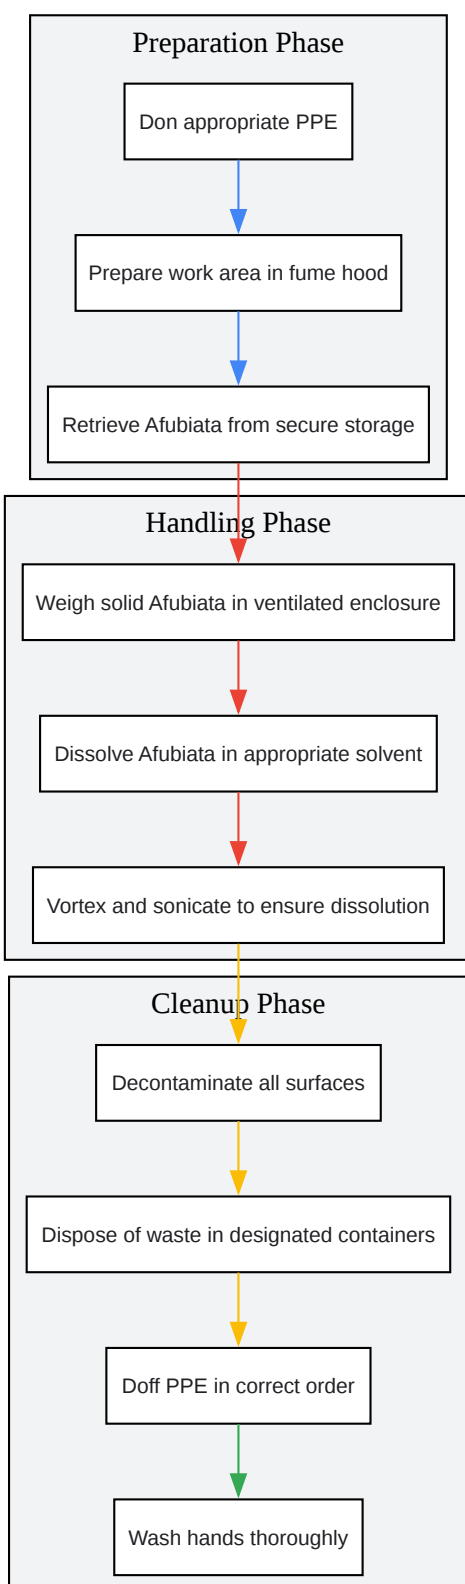 Preparation Phase
Don appropriate PPE
Prepare work area in fume hood
Retrieve Afubiata from secure storage
Handling Phase
Weigh solid Afubiata in ventilated enclosure
Dissolve Afubiata in appropriate solvent
Vortex and sonicate to ensure dissolution
Cleanup Phase
Decontaminate all surfaces
Dispose of waste in designated containers
Doff PPE in correct order
Wash hands thoroughly